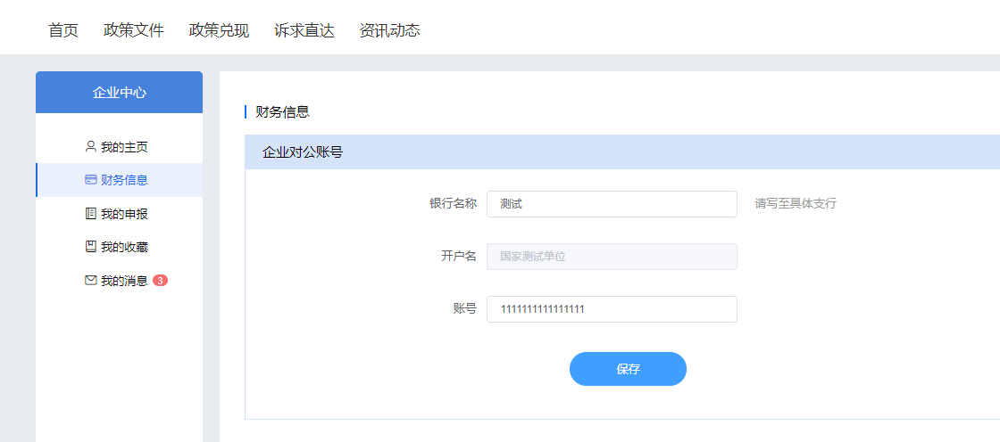 首页 政策文件 政策兑现 诉求直达 资讯动态
企业中心
我的主页
财务信息
我的申报
我的收藏
我的消息 3
财务信息
企业对公账号
银行名称 测试 请写至具体支行
开户名 国家测试单位
账号 1111111111111111
保存